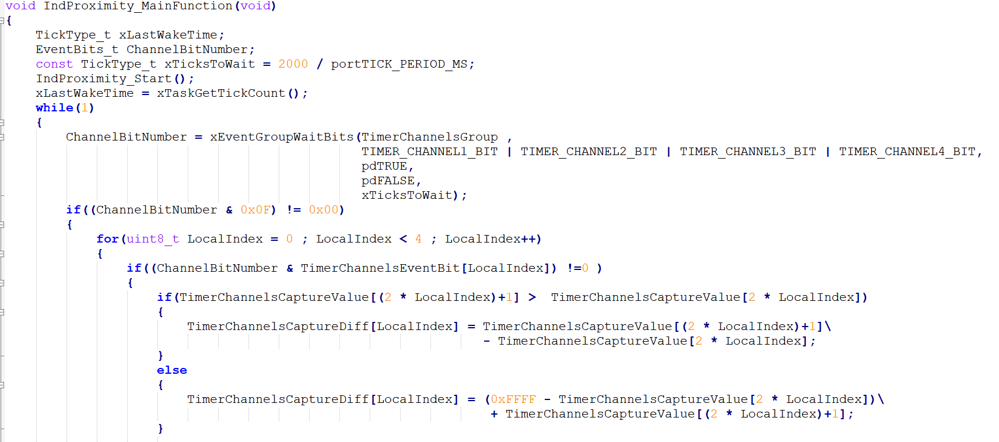 void IndProximity_MainFunction(void)
{
    TickType_t xLastWakeTime;
    EventBits_t ChannelBitNumber;
    const TickType_t xTicksToWait = 2000 / portTICK_PERIOD_MS;
    IndProximity_Start();
    xLastWakeTime = xTaskGetTickCount();
    while(1)
    {
        ChannelBitNumber = xEventGroupWaitBits(TimerChannelsGroup ,
                                               TIMER_CHANNEL1_BIT | TIMER_CHANNEL2_BIT | TIMER_CHANNEL3_BIT | TIMER_CHANNEL4_BIT,
                                               pdTRUE,
                                               pdFALSE,
                                               xTicksToWait);
        if((ChannelBitNumber & 0x0F) != 0x00)
        {
            for(uint8_t LocalIndex = 0 ; LocalIndex < 4 ; LocalIndex++)
            {
                if((ChannelBitNumber & TimerChannelsEventBit[LocalIndex]) !=0 )
                {
                    if(TimerChannelsCaptureValue[(2 * LocalIndex)+1] >  TimerChannelsCaptureValue[2 * LocalIndex])
                    {
                        TimerChannelsCaptureDiff[LocalIndex] = TimerChannelsCaptureValue[(2 * LocalIndex)+1]\
                                                               - TimerChannelsCaptureValue[2 * LocalIndex];
                    }
                    else
                    {
                        TimerChannelsCaptureDiff[LocalIndex] = (0xFFFF - TimerChannelsCaptureValue[2 * LocalIndex])\
                                                                + TimerChannelsCaptureValue[(2 * LocalIndex)+1];
                    }